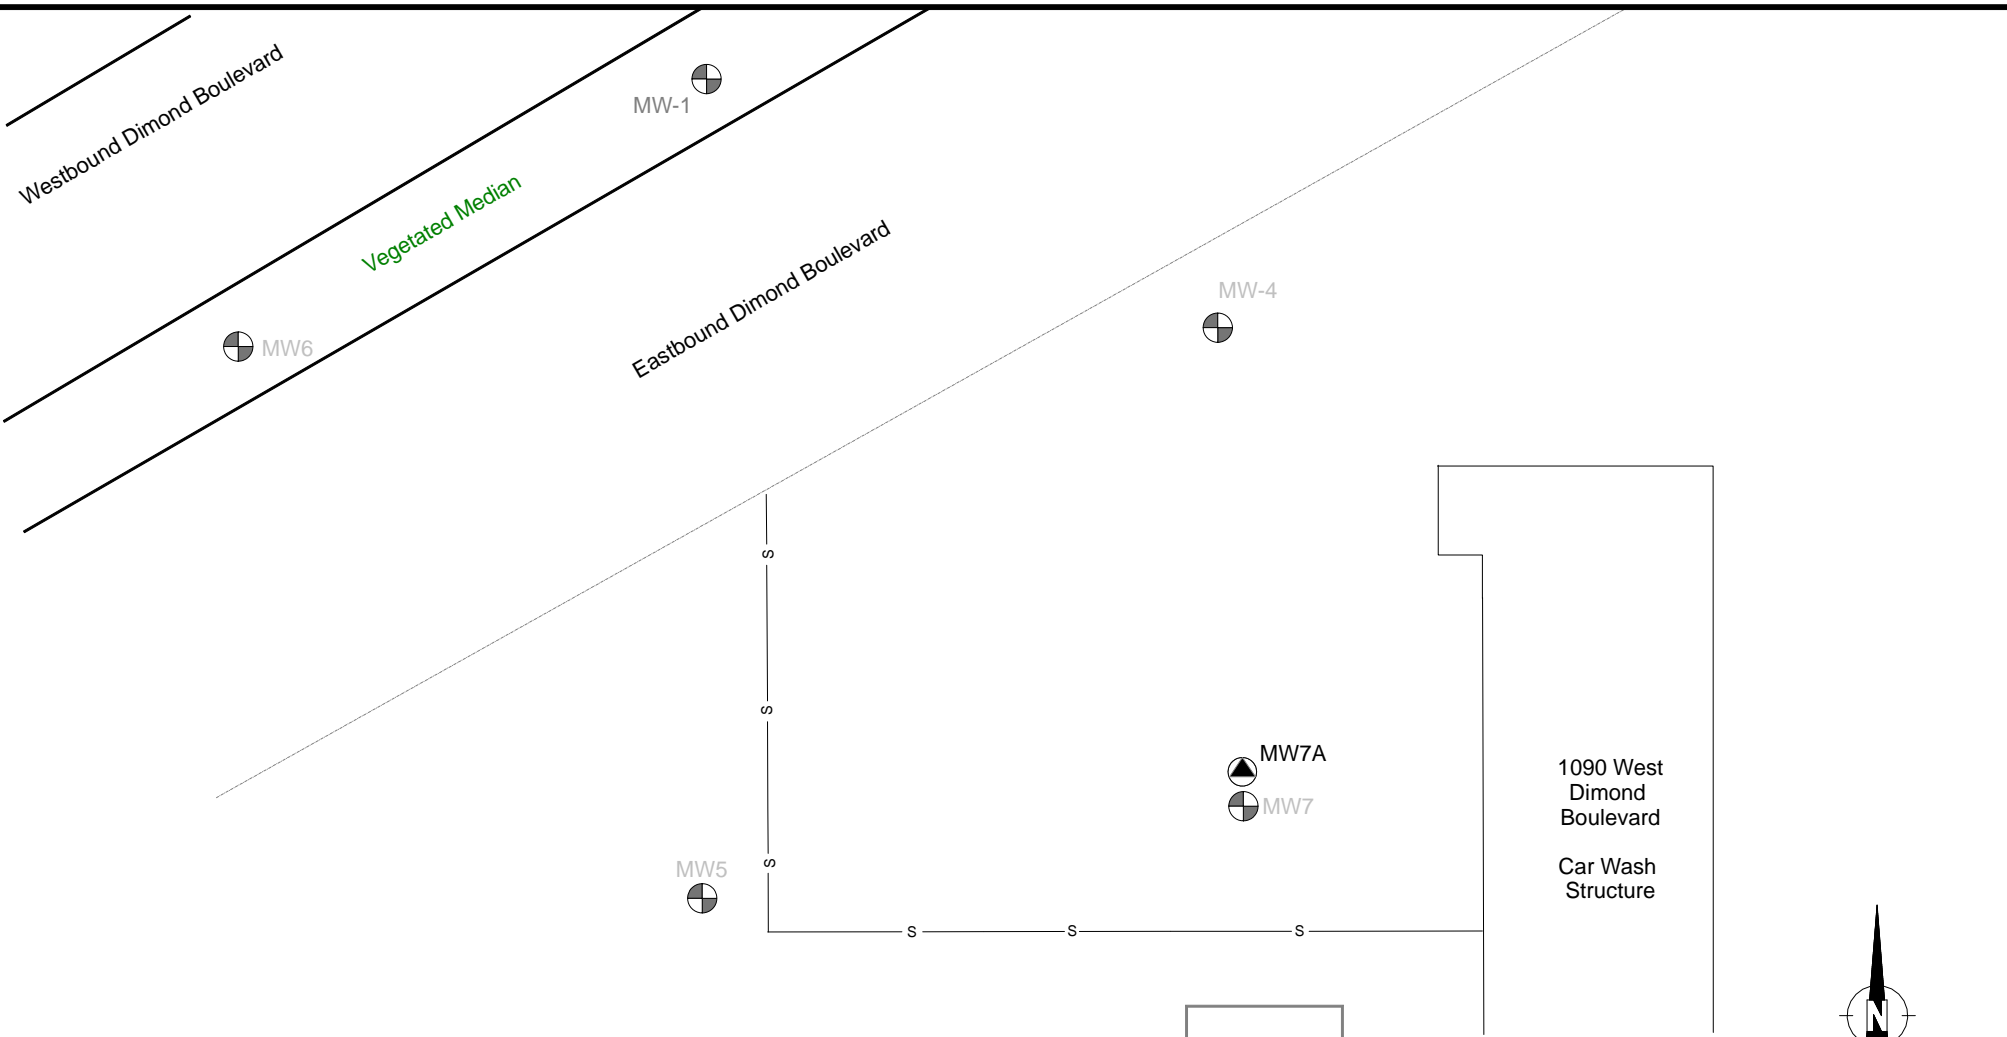 Westbound Dimond Boulevard
MW-1
Vegetated Median
Eastbound Dimond Boulevard
MW-4
MW6
S
S
MW7A
MW7
1090 West
Dimond
Boulevard
Car Wash
Structure
S
MW5
S
S
S
N